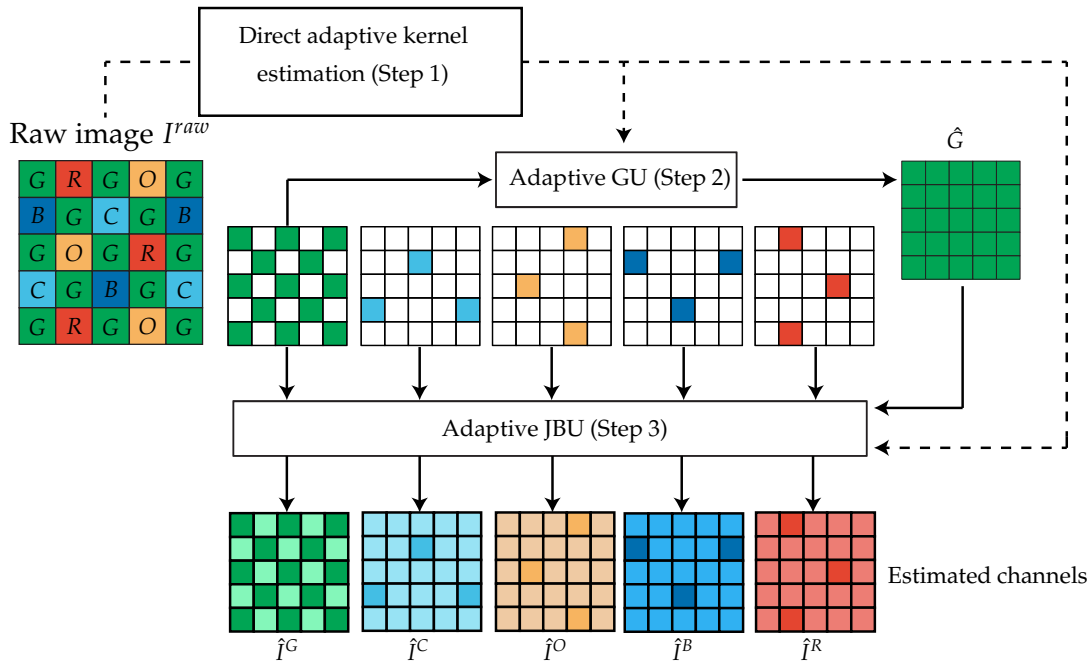 Direct adaptive kernel
estimation (Step 1)
Raw image I^raw
G R G O G
B G C G B
G O G R G
C G B G C
G R G O G
Adaptive GU (Step 2)
Ĝ
Adaptive JBU (Step 3)
Î^G Î^C Î^O Î^B Î^R
Estimated channels